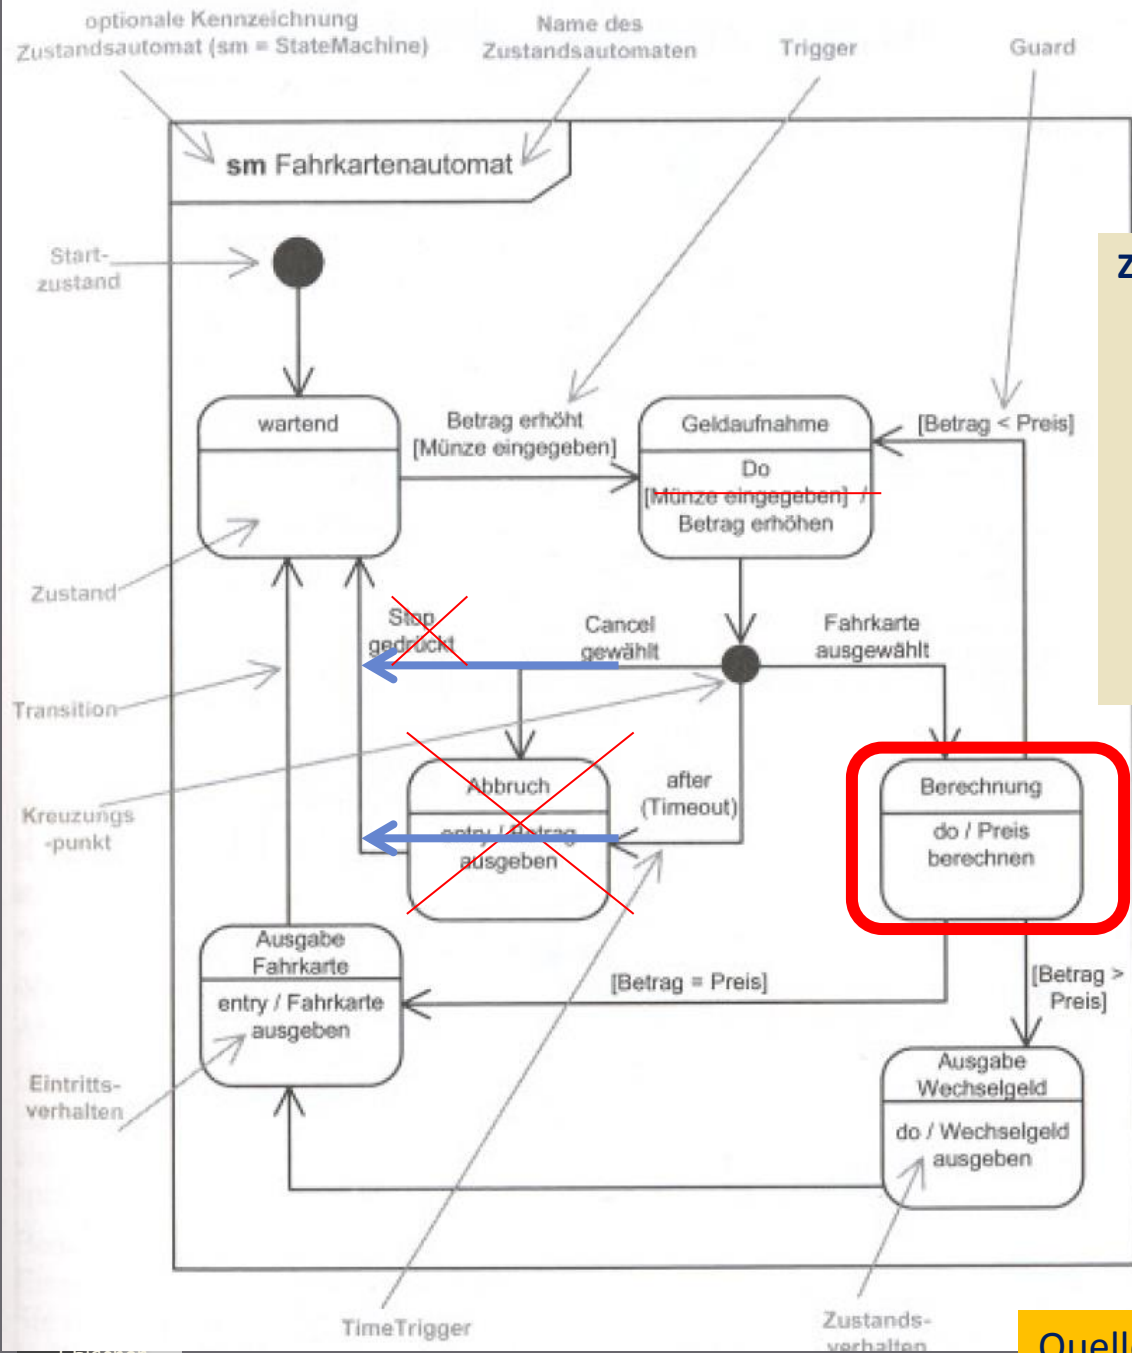 optionale Kennzeichnung
Zustandsautomat (sm = StateMachine)
Name des
Zustandsautomaten
Trigger
Guard
sm Fahrkartenautomat
Start-
zustand
Z
wartend
Betrag erhöht
[Münze eingegeben]
Geldaufnahme
Do
[Münze eingegeben] /
Betrag erhöhen
[Betrag < Preis]
Zustand
Stop
gedrückt
Cancel
gewählt
Fahrkarte
ausgewählt
Transition
Kreuzungs
-punkt
Abbruch
entry / Betrag
ausgeben
after
(Timeout)
Berechnung
do / Preis
berechnen
Ausgabe
Fahrkarte
entry / Fahrkarte
ausgeben
[Betrag = Preis]
[Betrag >
Preis]
Eintritts-
verhalten
Ausgabe
Wechselgeld
do / Wechselgeld
ausgeben
TimeTrigger
Zustands-
verhalten
Quelle